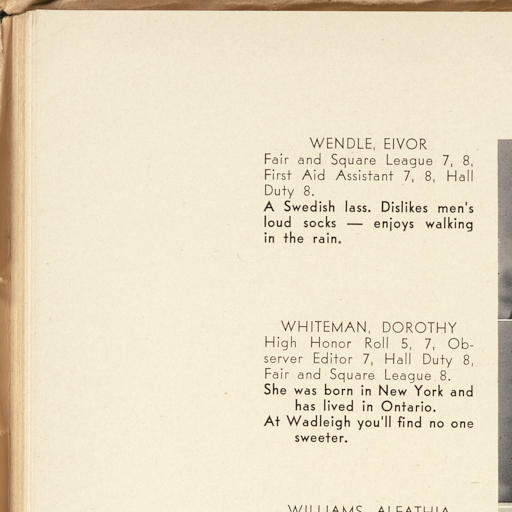 WENDLE, EIVOR
Fair and Square League 7, 8,
First Aid Assistant 7, 8, Hall
Duty 8.
A Swedish lass. Dislikes men's
loud socks — enjoys walking
in the rain.
WHITEMAN, DOROTHY
High Honor Roll 5, 7, Ob-
server Editor 7, Hall Duty 8,
Fair and Square League 8.
She was born in New York and
has lived in Ontario.
At Wadleigh you'll find no one
sweeter.
WILLIAMS, ALFATHIA